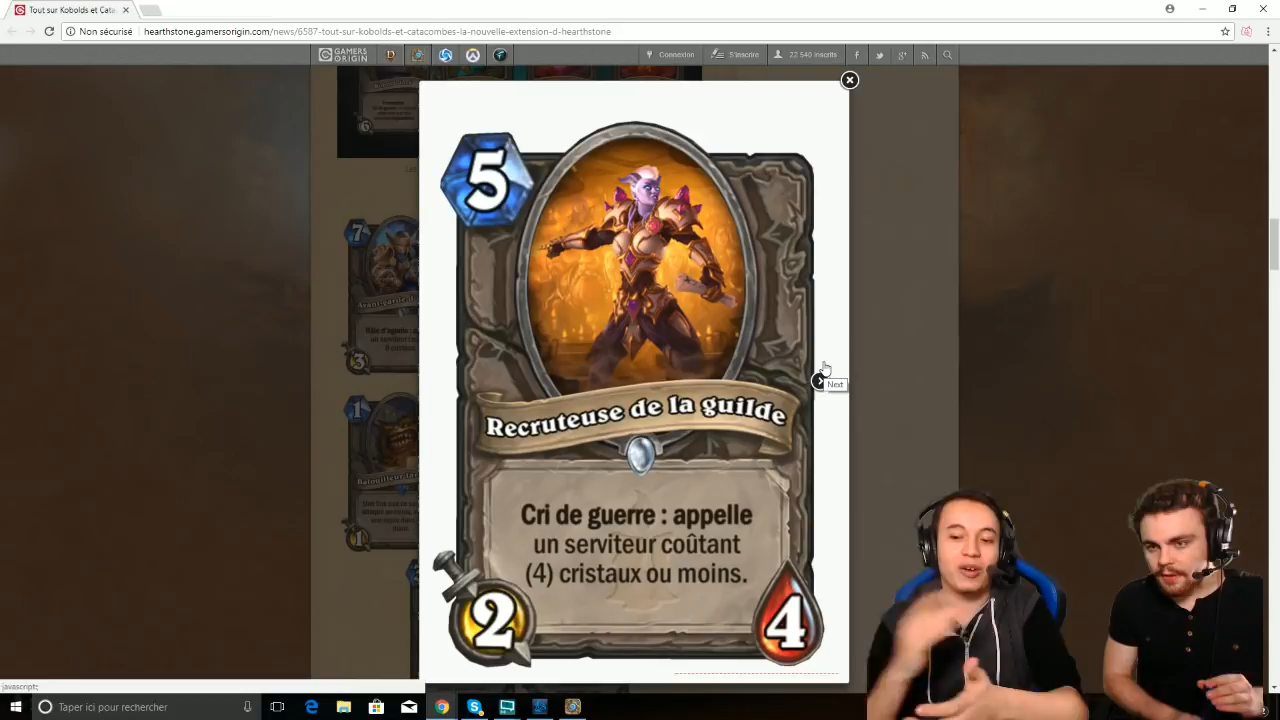 Tout sur Kobolds et Cata
Non sécurisé
hearthstone.gamersorigin.com/news/6587-tout-sur-kobolds-et-catacombes-la-nouvelle-extension-d-hearthstone
GAMERS
ORIGIN
Connexion
S'inscrire
22 540 inscrits
6
5
Recruteuse de la guilde
Cri de guerre : appelle
un serviteur coûtant
(4) cristaux ou moins.
2
4
7
3
1
1
Next
javascript:
Taper ici pour rechercher